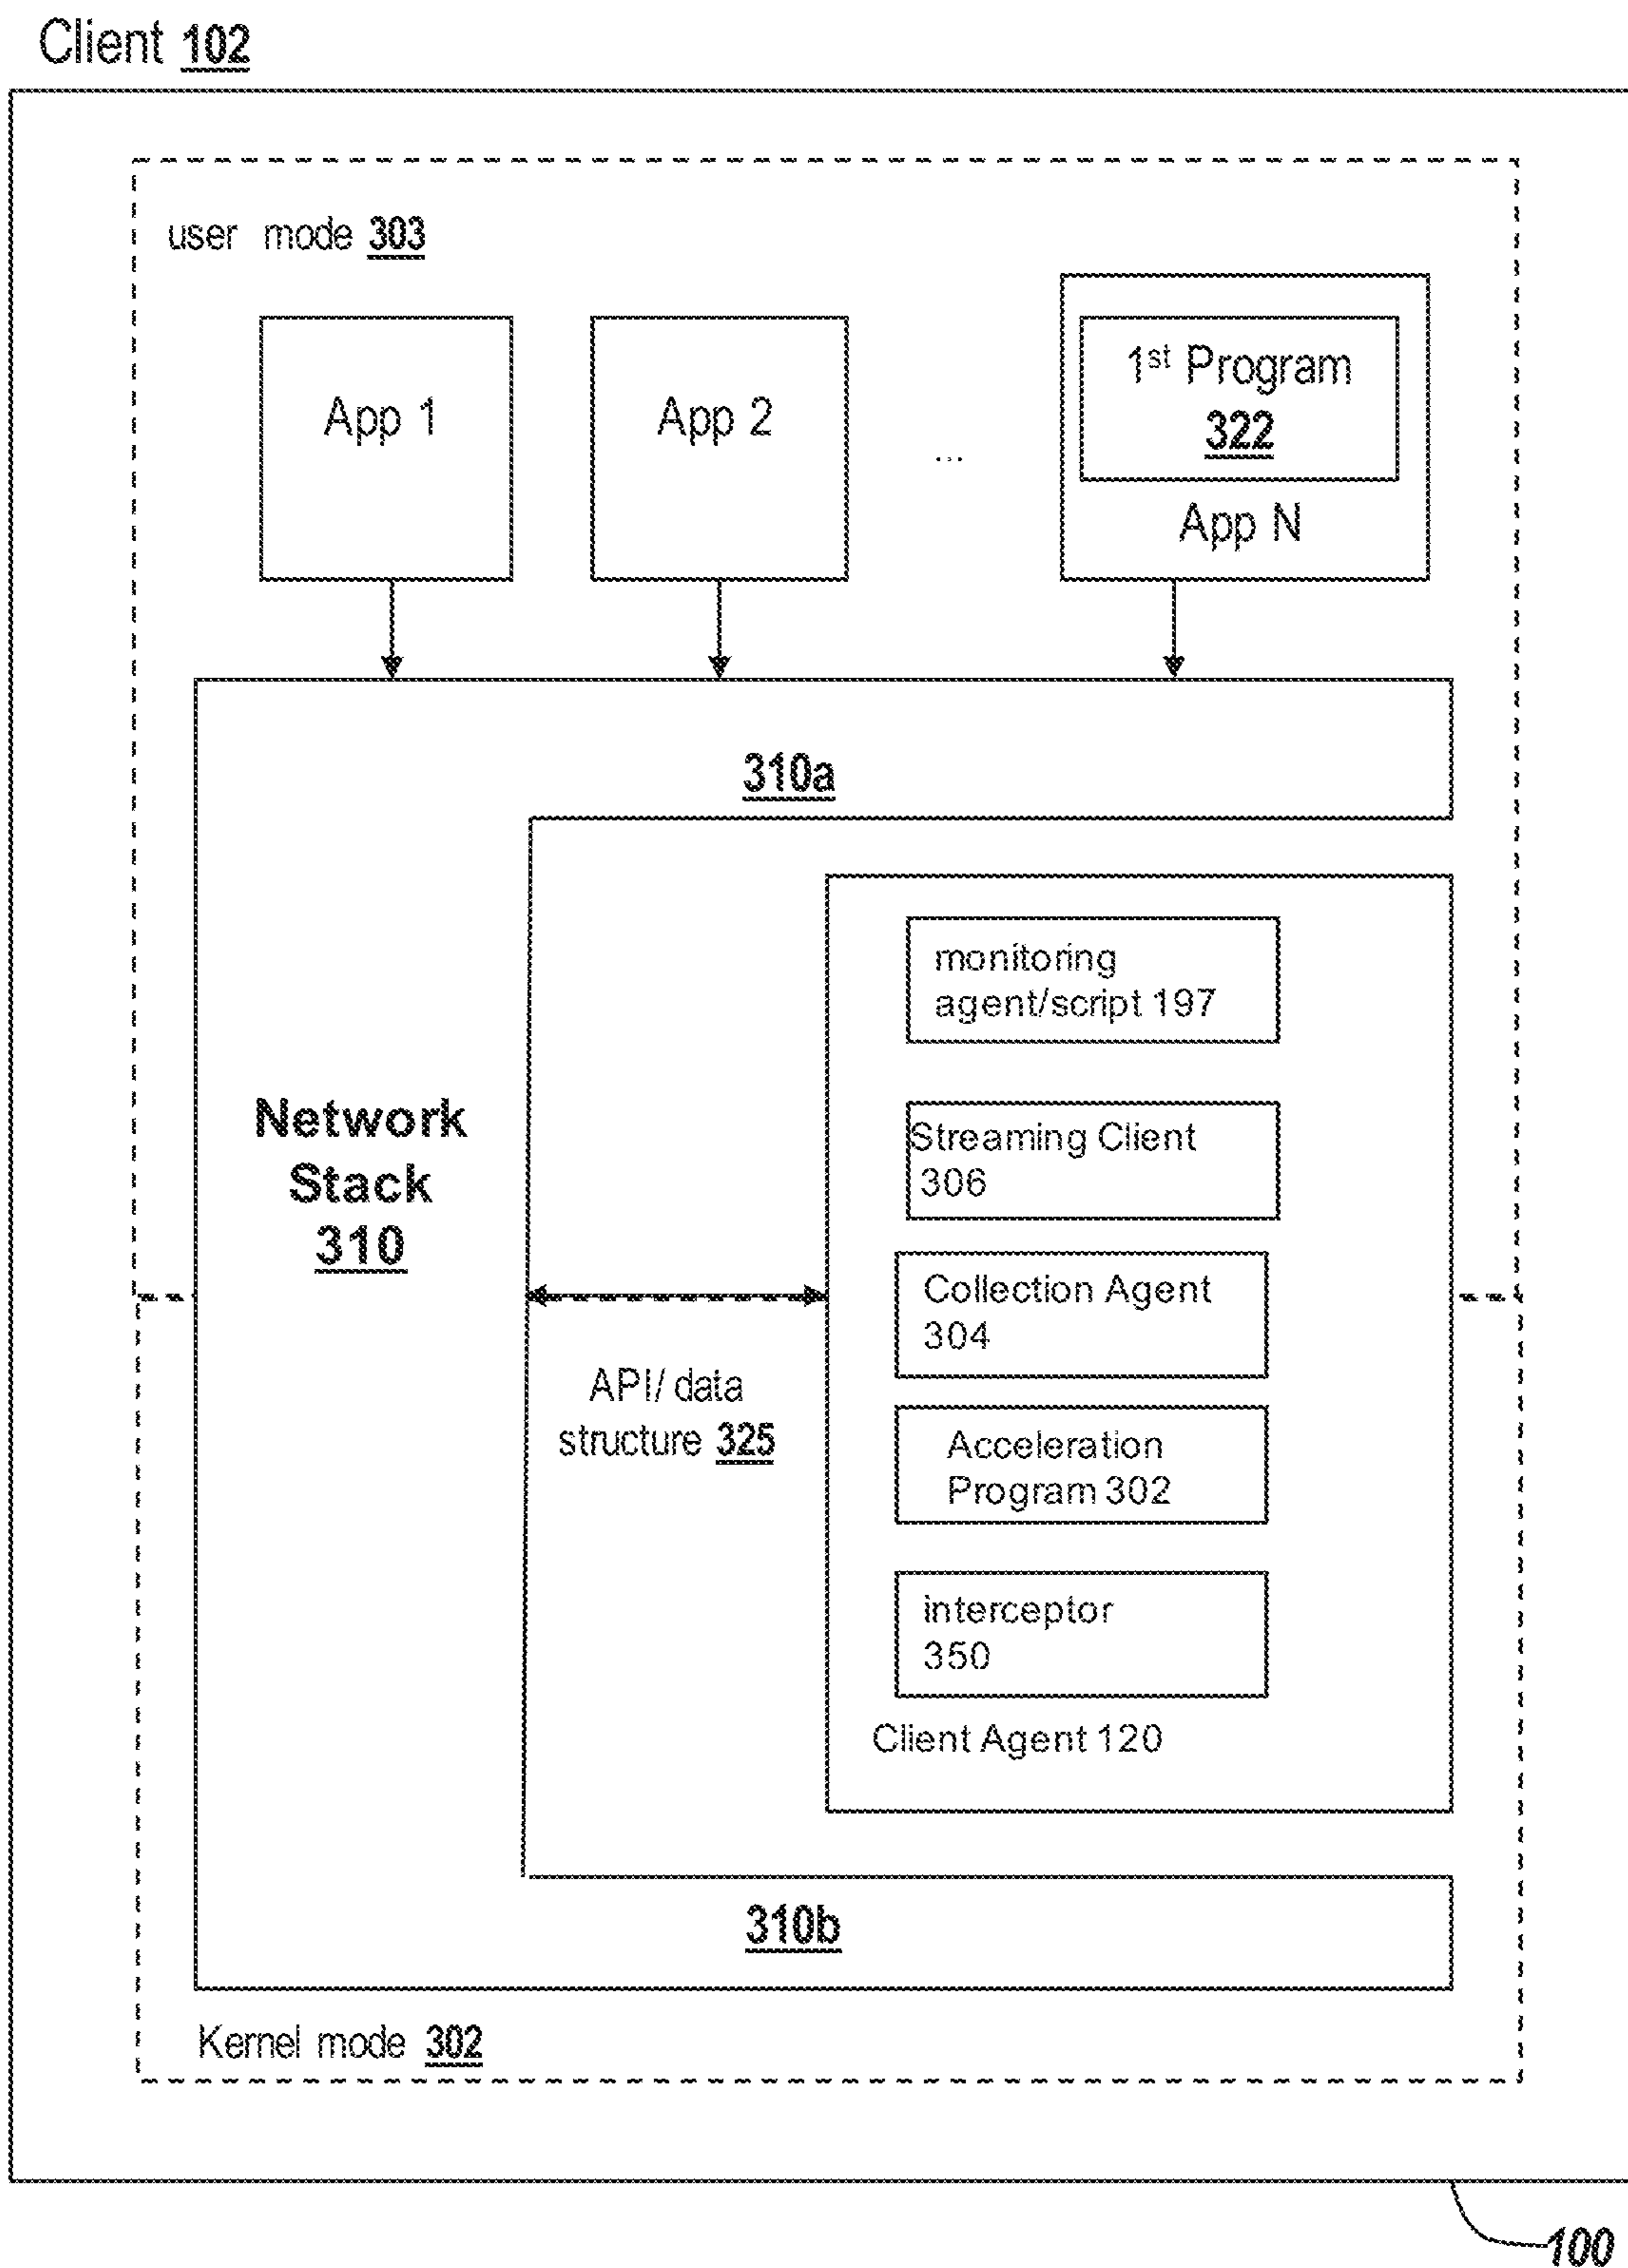 Client 102
user mode 303
App 1
App 2
...
1st Program
322
App N
310a
Network
Stack
310
monitoring
agent/script 197
Streaming Client
306
Collection Agent
304
API/ data
structure 325
Acceleration
Program 302
interceptor
350
Client Agent 120
310b
Kernel mode 302
100